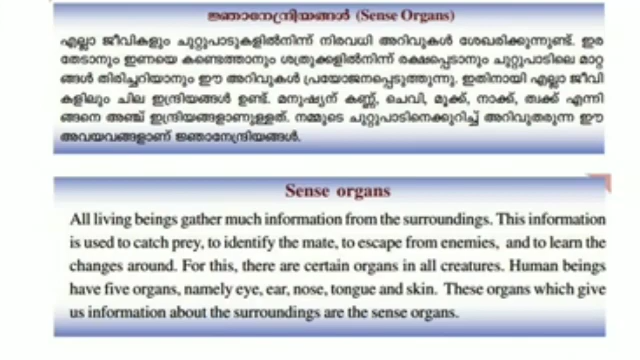 ജ്ഞാനേന്ദ്രിയങ്ങൾ (Sense Organs)
എല്ലാ ജീവികളും ചുറ്റുപാടുകളിൽനിന്ന് നിരവധി അറിവുകൾ ശേഖരിക്കുന്നുണ്ട്. ഇര
തേടാനും ഇണയെ കണ്ടെത്താനും ശത്രുക്കളിൽനിന്ന് രക്ഷപ്പെടാനും ചുറ്റുപാടിലെ മാറ്റ
ങ്ങൾ തിരിച്ചറിയാനും ഈ അറിവുകൾ പ്രയോജനപ്പെടുത്തുന്നു. ഇതിനായി എല്ലാ ജീവി
കളിലും ചില ഇന്ദ്രിയങ്ങൾ ഉണ്ട്. മനുഷ്യന് കണ്ണ്, ചെവി, മൂക്ക്, നാക്ക്, ത്വക്ക് എന്നി
ങ്ങനെ അഞ്ച് ഇന്ദ്രിയങ്ങളാണുള്ളത്. നമ്മുടെ ചുറ്റുപാടിനെക്കുറിച്ച് അറിവുതരുന്ന ഈ
അവയവങ്ങളാണ് ജ്ഞാനേന്ദ്രിയങ്ങൾ.
Sense organs
All living beings gather much information from the surroundings. This information
is used to catch prey, to identify the mate, to escape from enemies, and to learn the
changes around. For this, there are certain organs in all creatures. Human beings
have five organs, namely eye, ear, nose, tongue and skin. These organs which give
us information about the surroundings are the sense organs.